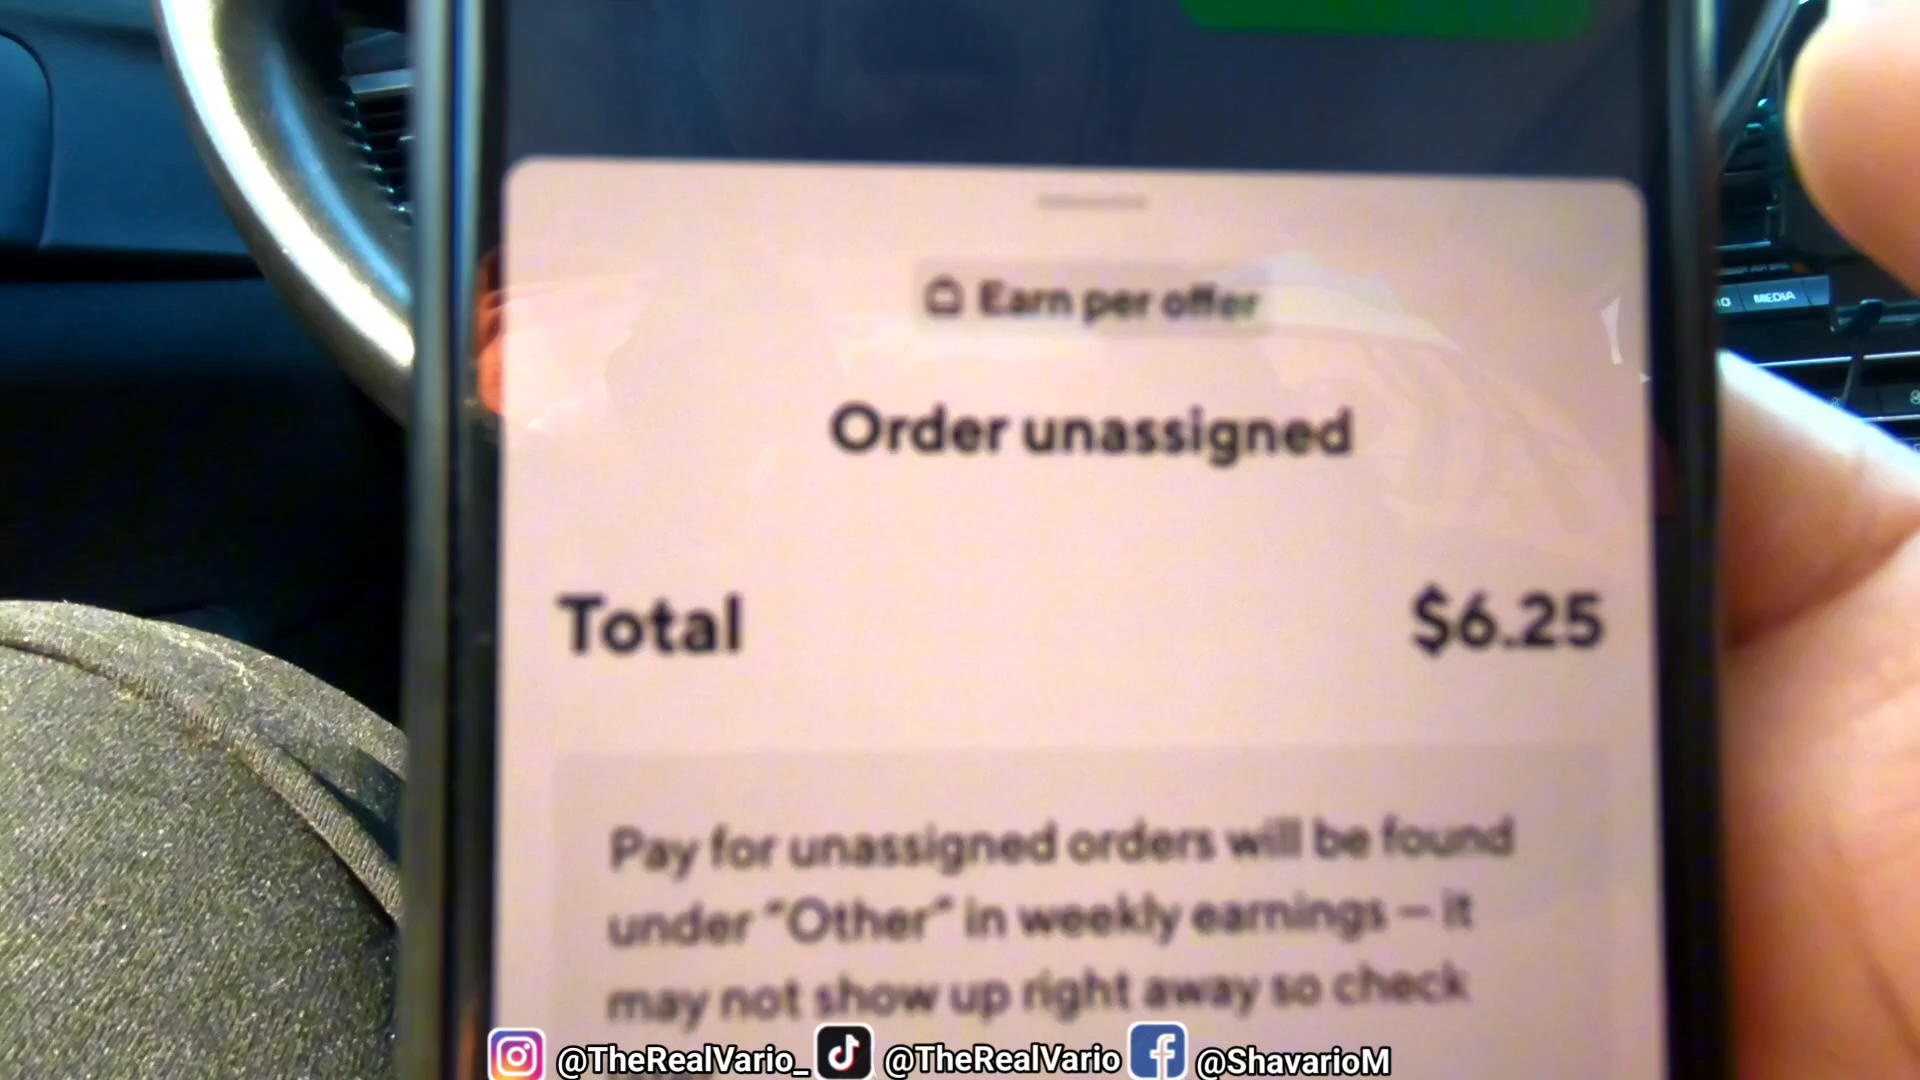 Earn per offer
Order unassigned
Total $6.25
Pay for unassigned orders will be found
under "Other" in weekly earnings – it
may not show up right away so check
MEDIA
@TheRealVario_ @TheRealVario @ShavarioM